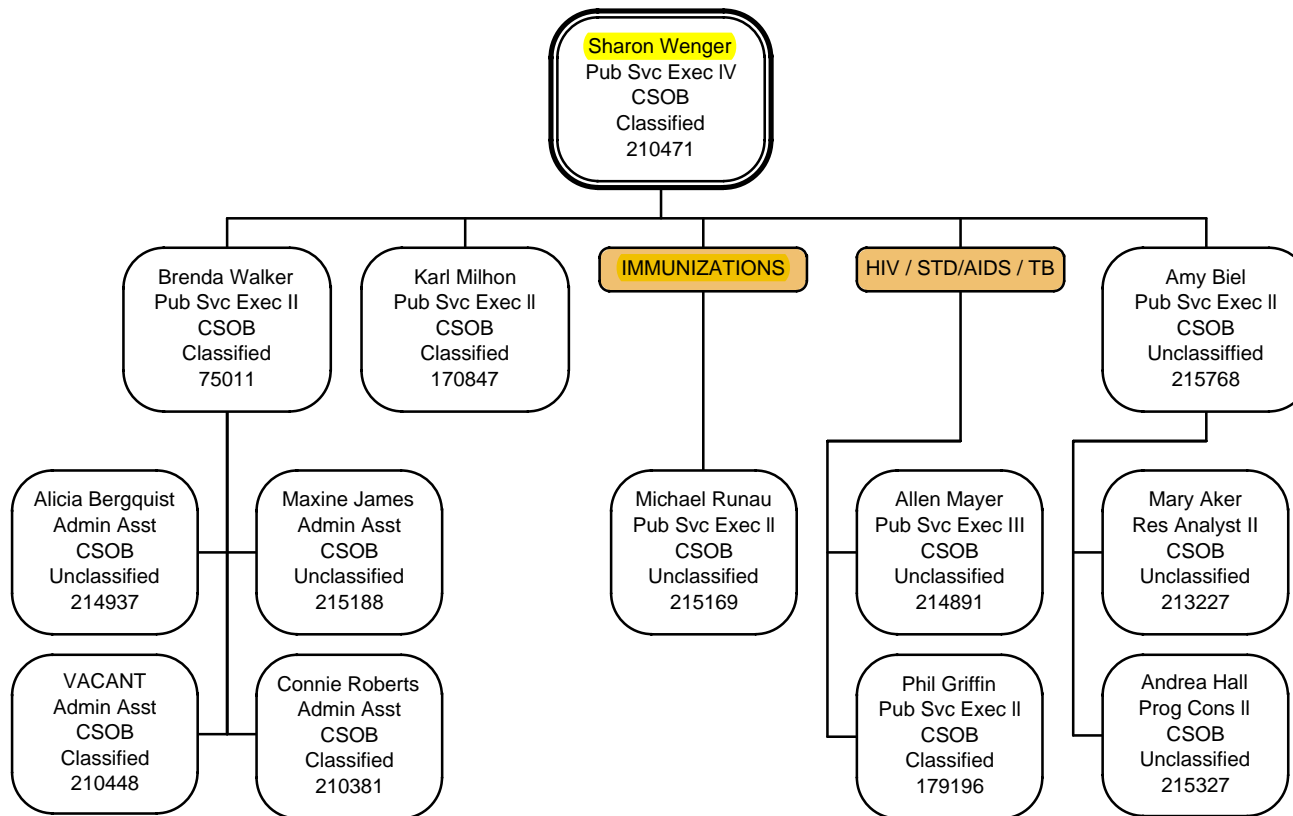 Sharon Wenger
Pub Svc Exec IV
CSOB
Classified
210471
Brenda Walker
Pub Svc Exec II
CSOB
Classified
75011
Karl Milhon
Pub Svc Exec II
CSOB
Classified
170847
IMMUNIZATIONS
HIV / STD/AIDS / TB
Amy Biel
Pub Svc Exec II
CSOB
Unclassiffied
215768
Alicia Bergquist
Admin Asst
CSOB
Unclassified
214937
Maxine James
Admin Asst
CSOB
Unclassified
215188
Michael Runau
Pub Svc Exec II
CSOB
Unclassified
215169
Allen Mayer
Pub Svc Exec III
CSOB
Unclassified
214891
Mary Aker
Res Analyst II
CSOB
Unclassified
213227
VACANT
Admin Asst
CSOB
Classified
210448
Connie Roberts
Admin Asst
CSOB
Classified
210381
Phil Griffin
Pub Svc Exec II
CSOB
Classified
179196
Andrea Hall
Prog Cons II
CSOB
Unclassified
215327